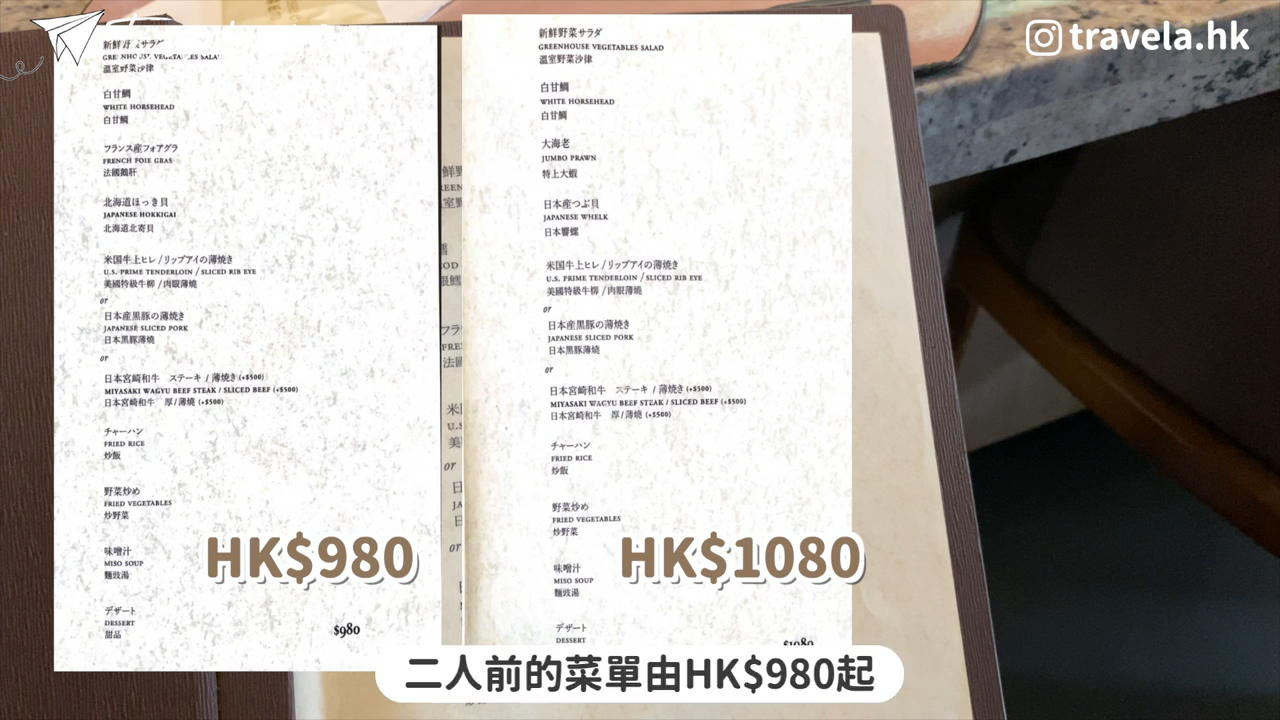 travela.hk
新鮮野菜サラダ
GREENHOUSE VEGETABLES SALAD
温室野菜沙律
白甘鯛
WHITE HORSEHEAD
白甘鯛
フランス産フォアグラ
FRENCH FOIE GRAS
法國鵝肝
北海道ほっき貝
JAPANESE HOKKIGAI
北海道北寄貝
米国牛上ヒレ/リップアイの薄焼き
U.S. PRIME TENDERLOIN / SLICED RIB EYE
美國特級牛柳 /肉眼薄燒
or
日本産黒豚の薄焼き
JAPANESE SLICED PORK
日本黒豚薄燒
or
日本宮崎和牛 ステーキ / 薄焼き (+$500)
MIYASAKI WAGYU BEEF STEAK / SLICED BEEF (+$500)
日本宮崎和牛 厚/薄燒 (+$500)
チャーハン
FRIED RICE
炒飯
野菜炒め
FRIED VEGETABLES
炒野菜
味噌汁
MISO SOUP
麵豉湯
デザート
DESSERT
甜品
$980
HK$980
新鮮野菜サラダ
GREENHOUSE VEGETABLES SALAD
温室野菜沙律
白甘鯛
WHITE HORSEHEAD
白甘鯛
大海老
JUMBO PRAWN
特上大蝦
日本産つぶ貝
JAPANESE WHELK
日本響螺
米国牛上ヒレ/リップアイの薄焼き
U.S. PRIME TENDERLOIN / SLICED RIB EYE
美國特級牛柳 /肉眼薄燒
or
日本産黒豚の薄焼き
JAPANESE SLICED PORK
日本黒豚薄燒
or
日本宮崎和牛 ステーキ / 薄焼き (+$500)
MIYASAKI WAGYU BEEF STEAK / SLICED BEEF (+$500)
日本宮崎和牛 厚/薄燒 (+$500)
チャーハン
FRIED RICE
炒飯
野菜炒め
FRIED VEGETABLES
炒野菜
味噌汁
MISO SOUP
麵豉湯
デザート
DESSERT
$1080
HK$1080
二人前的菜單由HK$980起